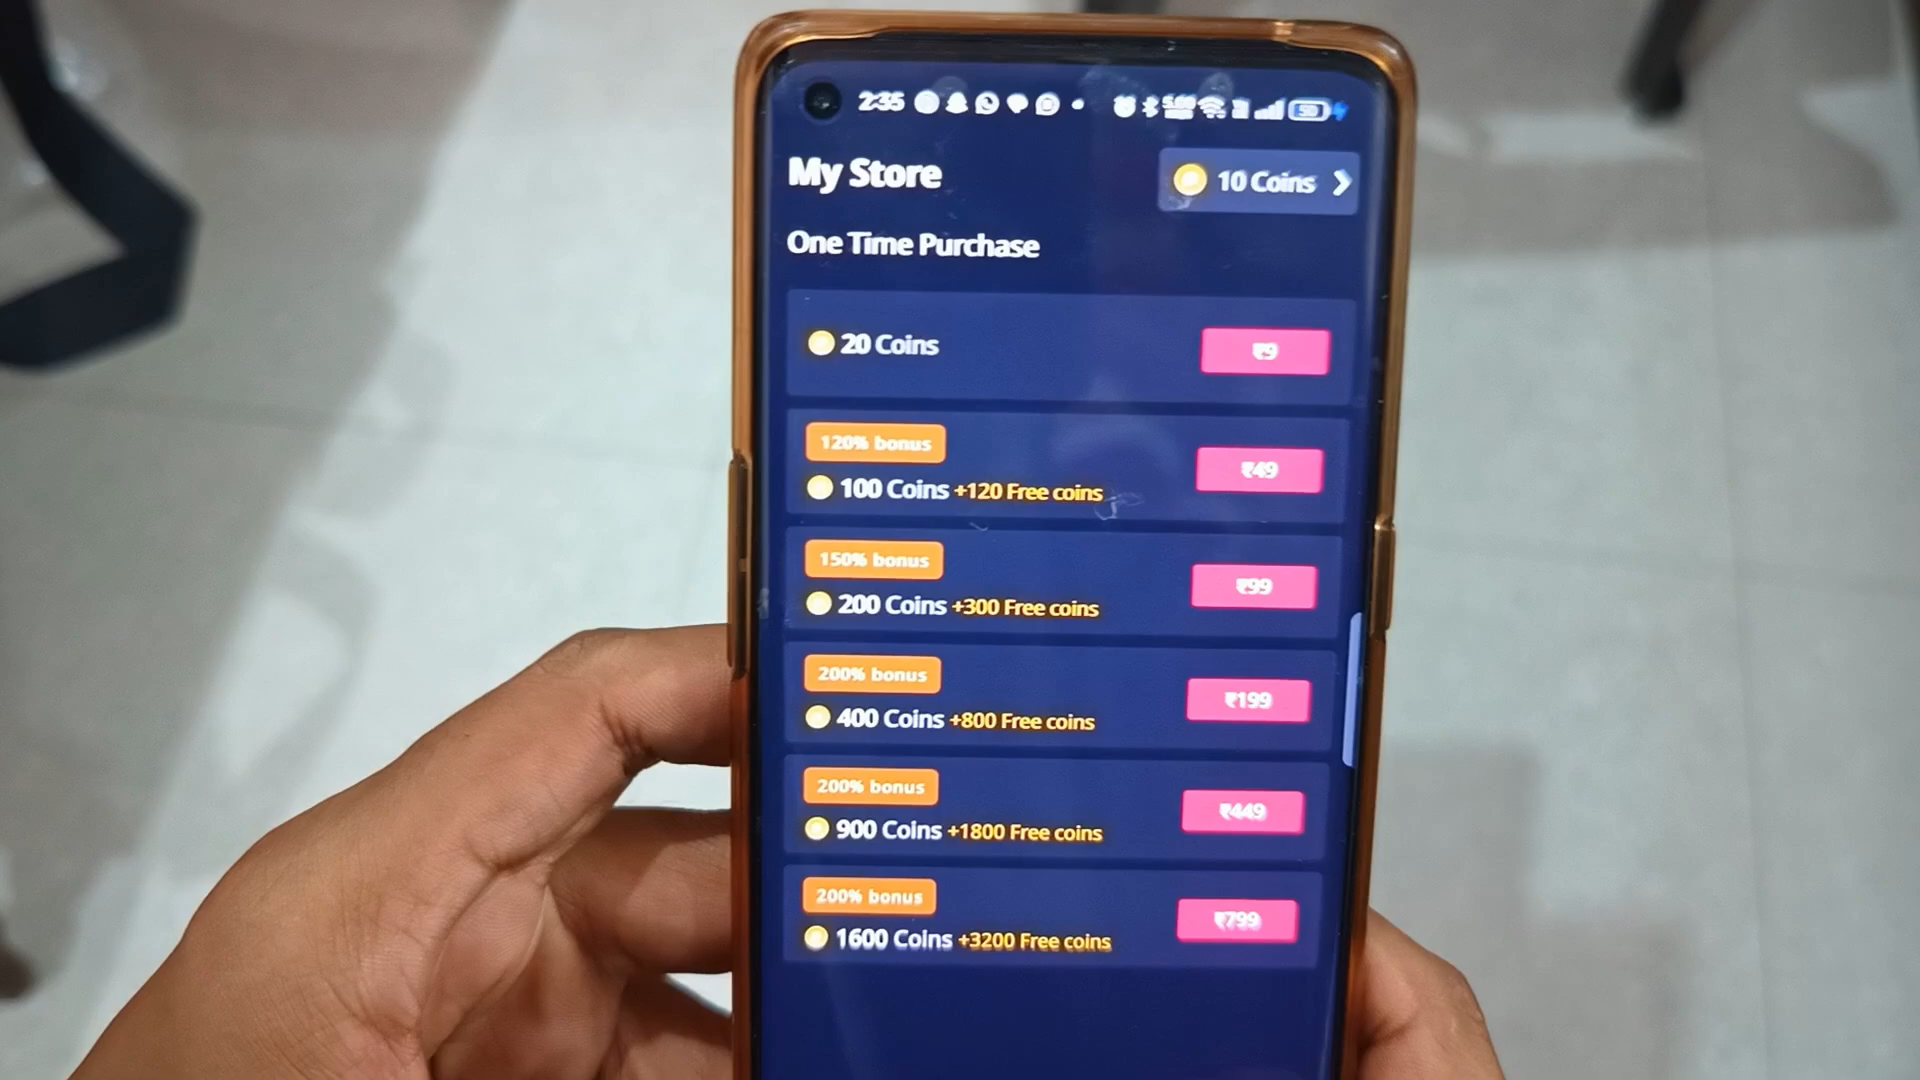 2:35
My Store
10 Coins
One Time Purchase
20 Coins
₹9
120% bonus
100 Coins +120 Free coins
₹49
150% bonus
200 Coins +300 Free coins
₹99
200% bonus
400 Coins +800 Free coins
₹199
200% bonus
900 Coins +1800 Free coins
₹449
200% bonus
1600 Coins +3200 Free coins
₹799